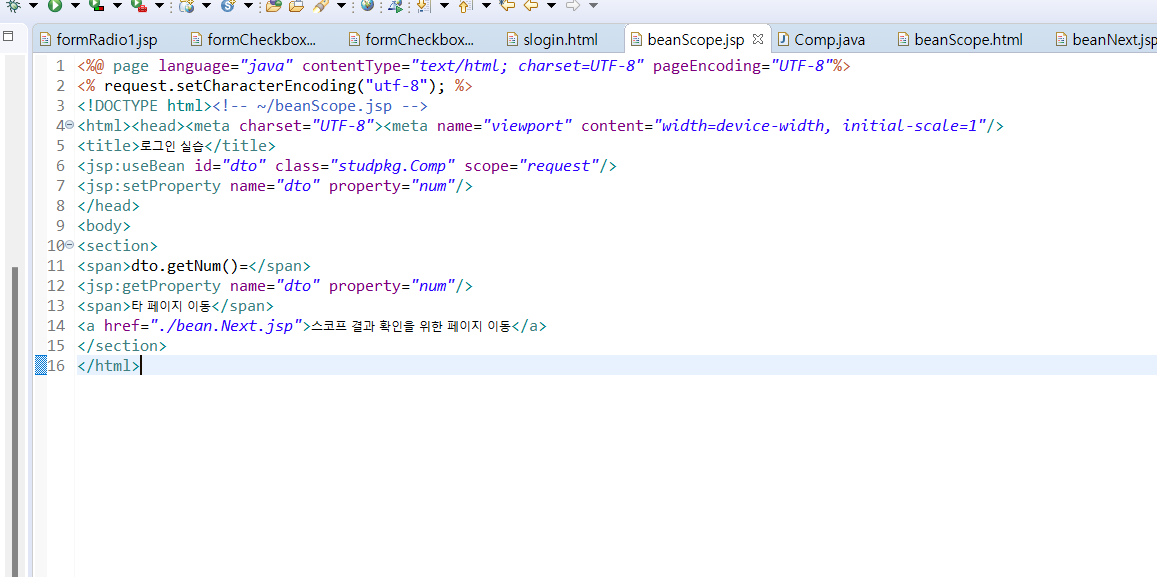 formRadio1.jsp formCheckbox... formCheckbox... slogin.html beanScope.jsp Comp.java beanScope.html beanNext.jsp
1 <%@ page language="java" contentType="text/html; charset=UTF-8" pageEncoding="UTF-8"%>
2 <% request.setCharacterEncoding("utf-8"); %>
3 <!DOCTYPE html><!-- ~/beanScope.jsp -->
4 <html><head><meta charset="UTF-8"><meta name="viewport" content="width=device-width, initial-scale=1"/>
5 <title>로그인 실습</title>
6 <jsp:useBean id="dto" class="studpkg.Comp" scope="request"/>
7 <jsp:setProperty name="dto" property="num"/>
8 </head>
9 <body>
10 <section>
11 <span>dto.getNum()=</span>
12 <jsp:getProperty name="dto" property="num"/>
13 <span>타 페이지 이동</span>
14 <a href="./bean.Next.jsp">스코프 결과 확인을 위한 페이지 이동</a>
15 </section>
16 </html>